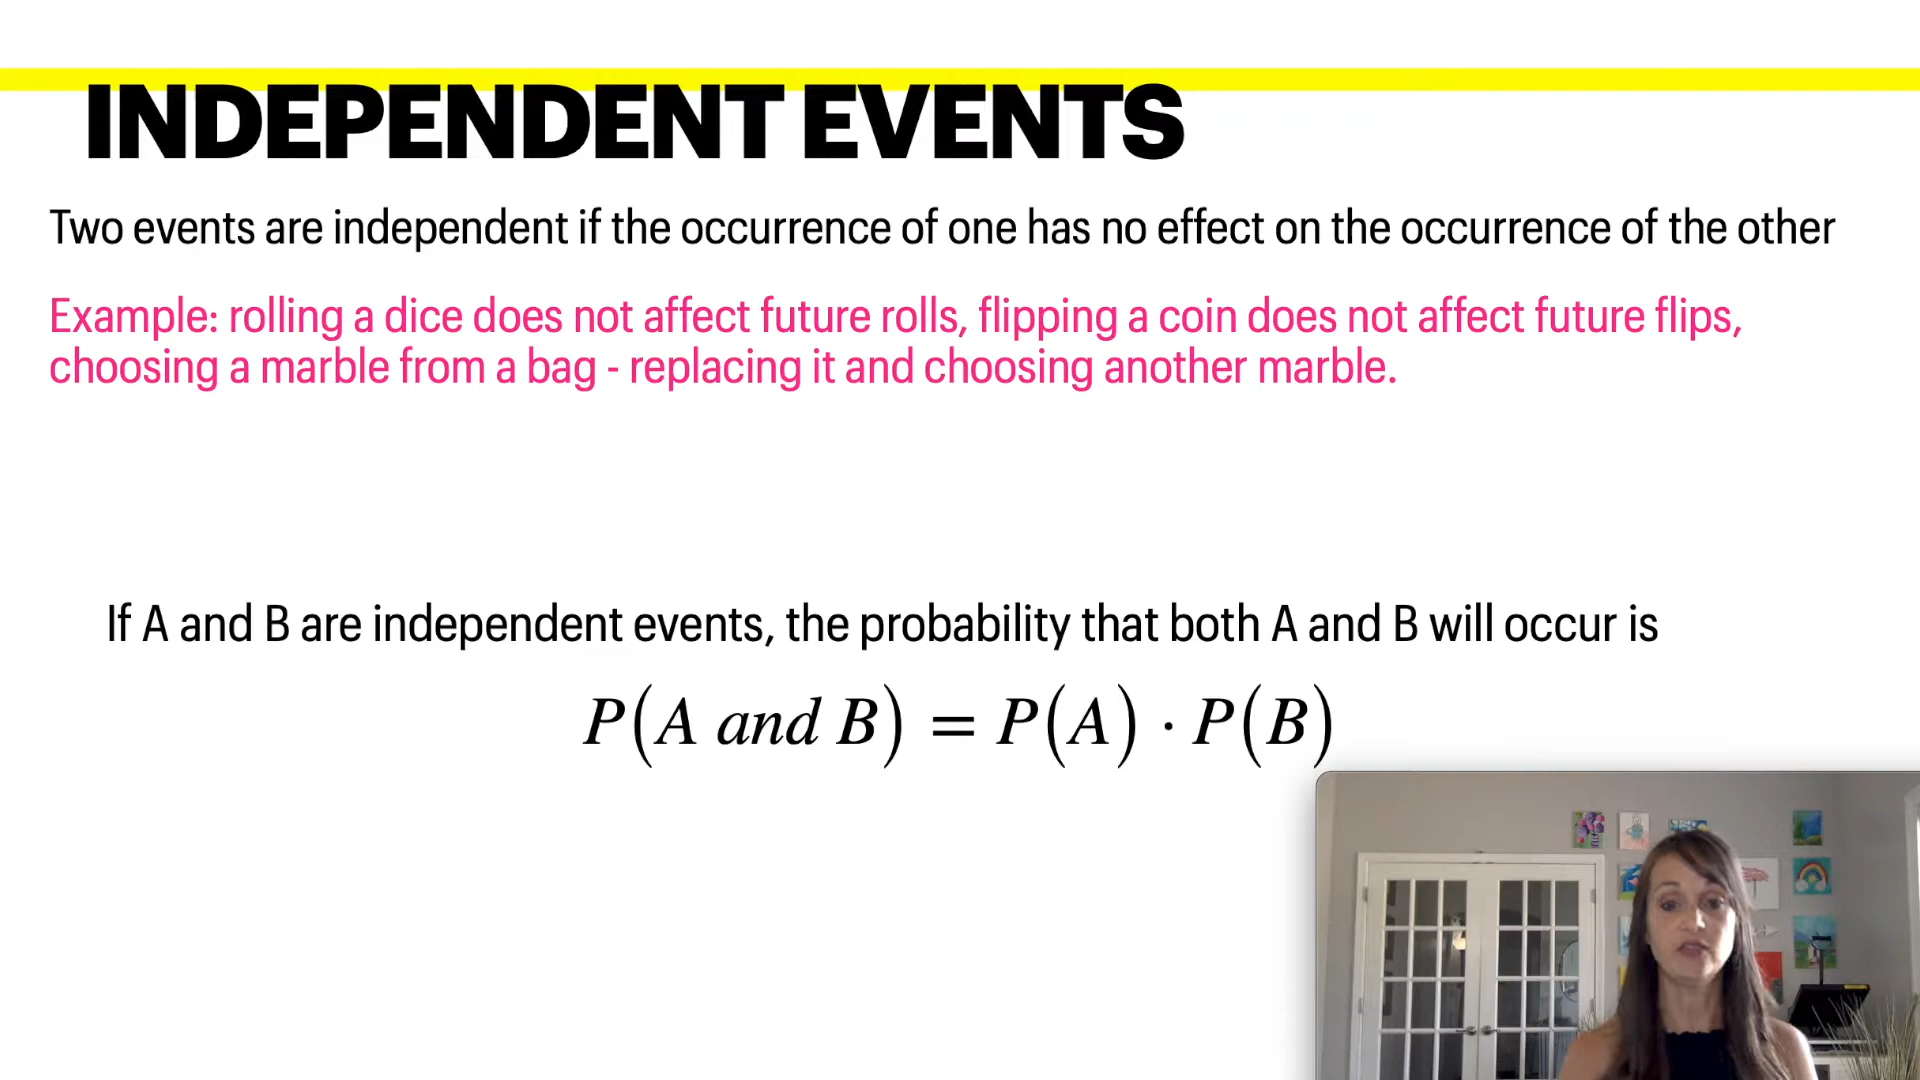 INDEPENDENT EVENTS
Two events are independent if the occurrence of one has no effect on the occurrence of the other
Example: rolling a dice does not affect future rolls, flipping a coin does not affect future flips,
choosing a marble from a bag - replacing it and choosing another marble.
If A and B are independent events, the probability that both A and B will occur is
P(A and B) = P(A) · P(B)